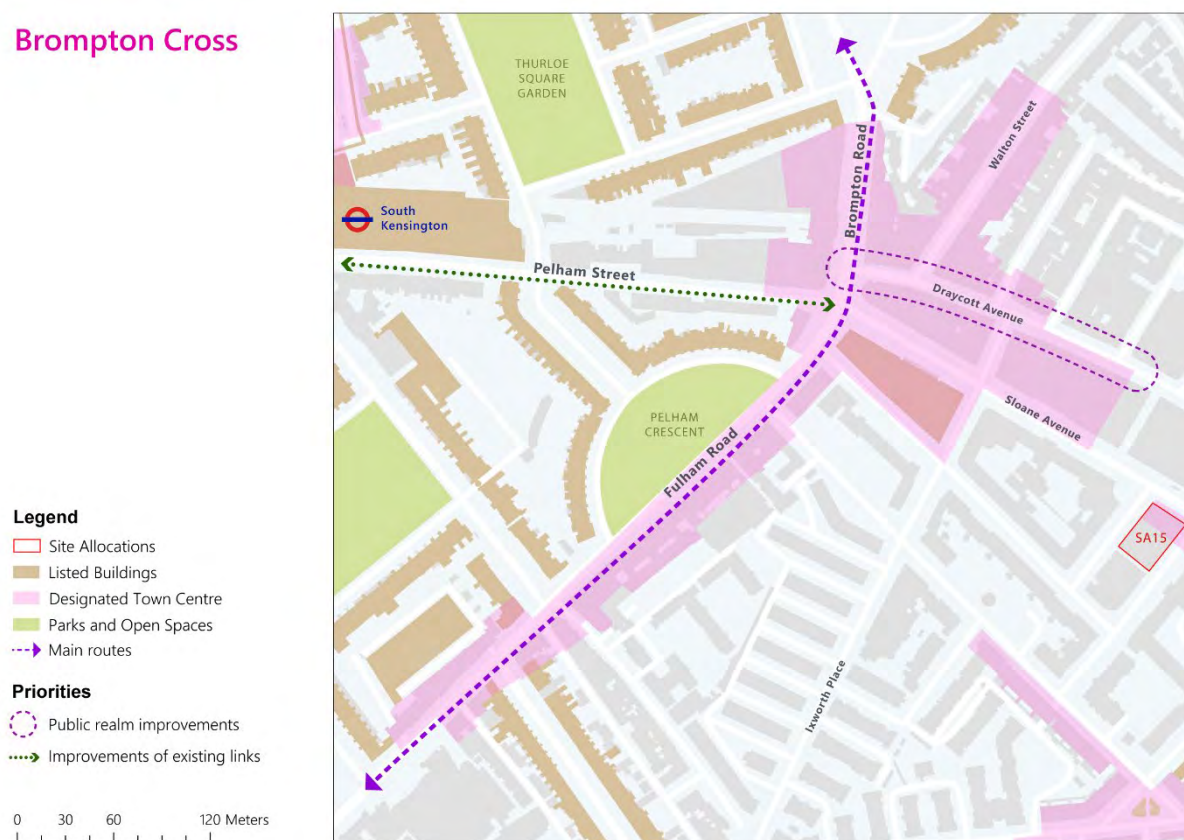 Brompton Cross
THURLOE
SQUARE
GARDEN
Walton Street
Brompton Road
South
Kensington
Pelham Street
Draycott Avenue
PELHAM
CRESCENT
Sloane Avenue
Fulham Road
SA15
Ixworth Place
Legend
Site Allocations
Listed Buildings
Designated Town Centre
Parks and Open Spaces
Main routes
Priorities
Public realm improvements
Improvements of existing links
0 30 60 120 Meters